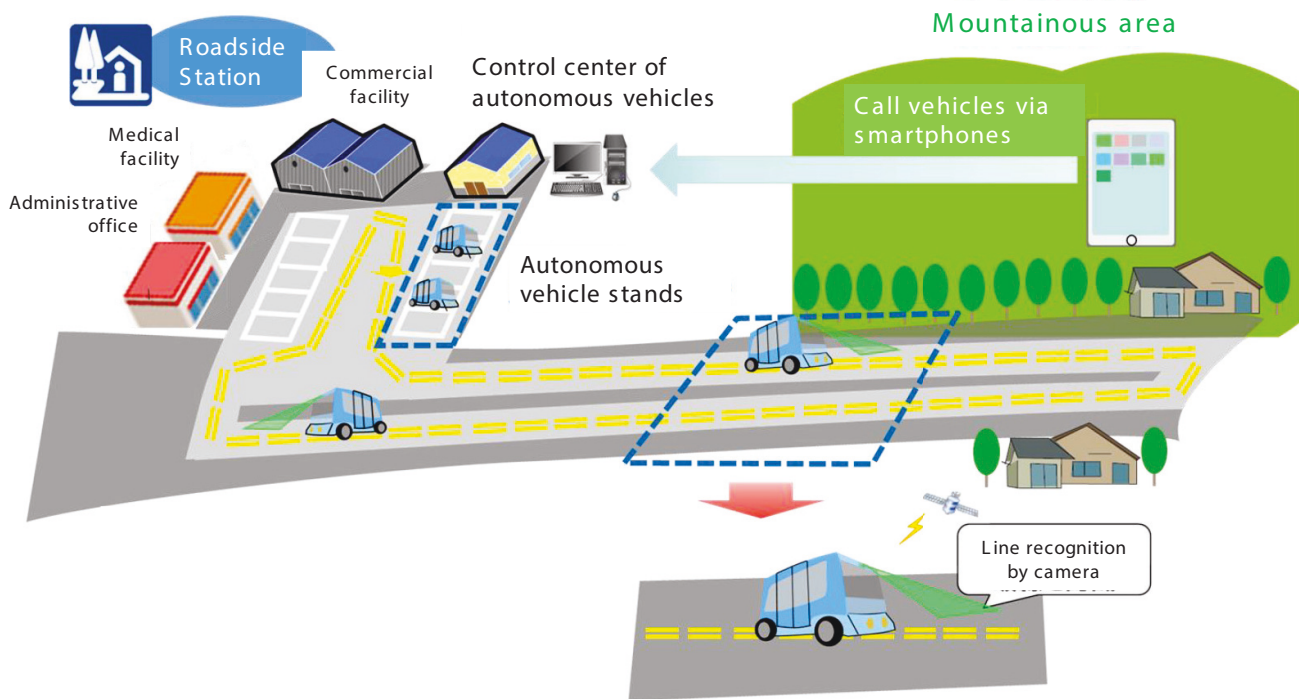 Mountainous area
Roadside
Station
Commercial
facility
Control center of
autonomous vehicles
Call vehicles via
smartphones
Medical
facility
Administrative
office
Autonomous
vehicle stands
Line recognition
by camera